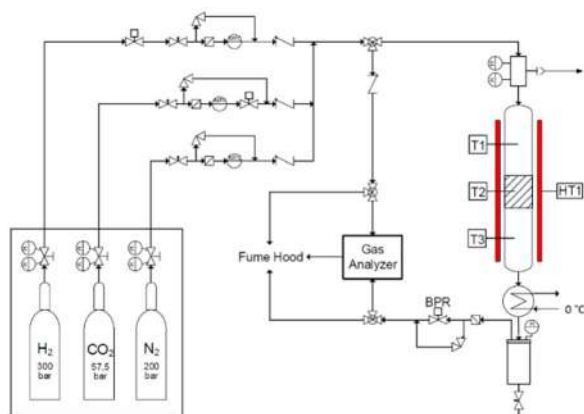 T1
T2
HT1
T3
Gas
Analyzer
Fume Hood
BPR
0 °C
H₂
300
bar
CO₂
57,5
bar
N₂
200
bar